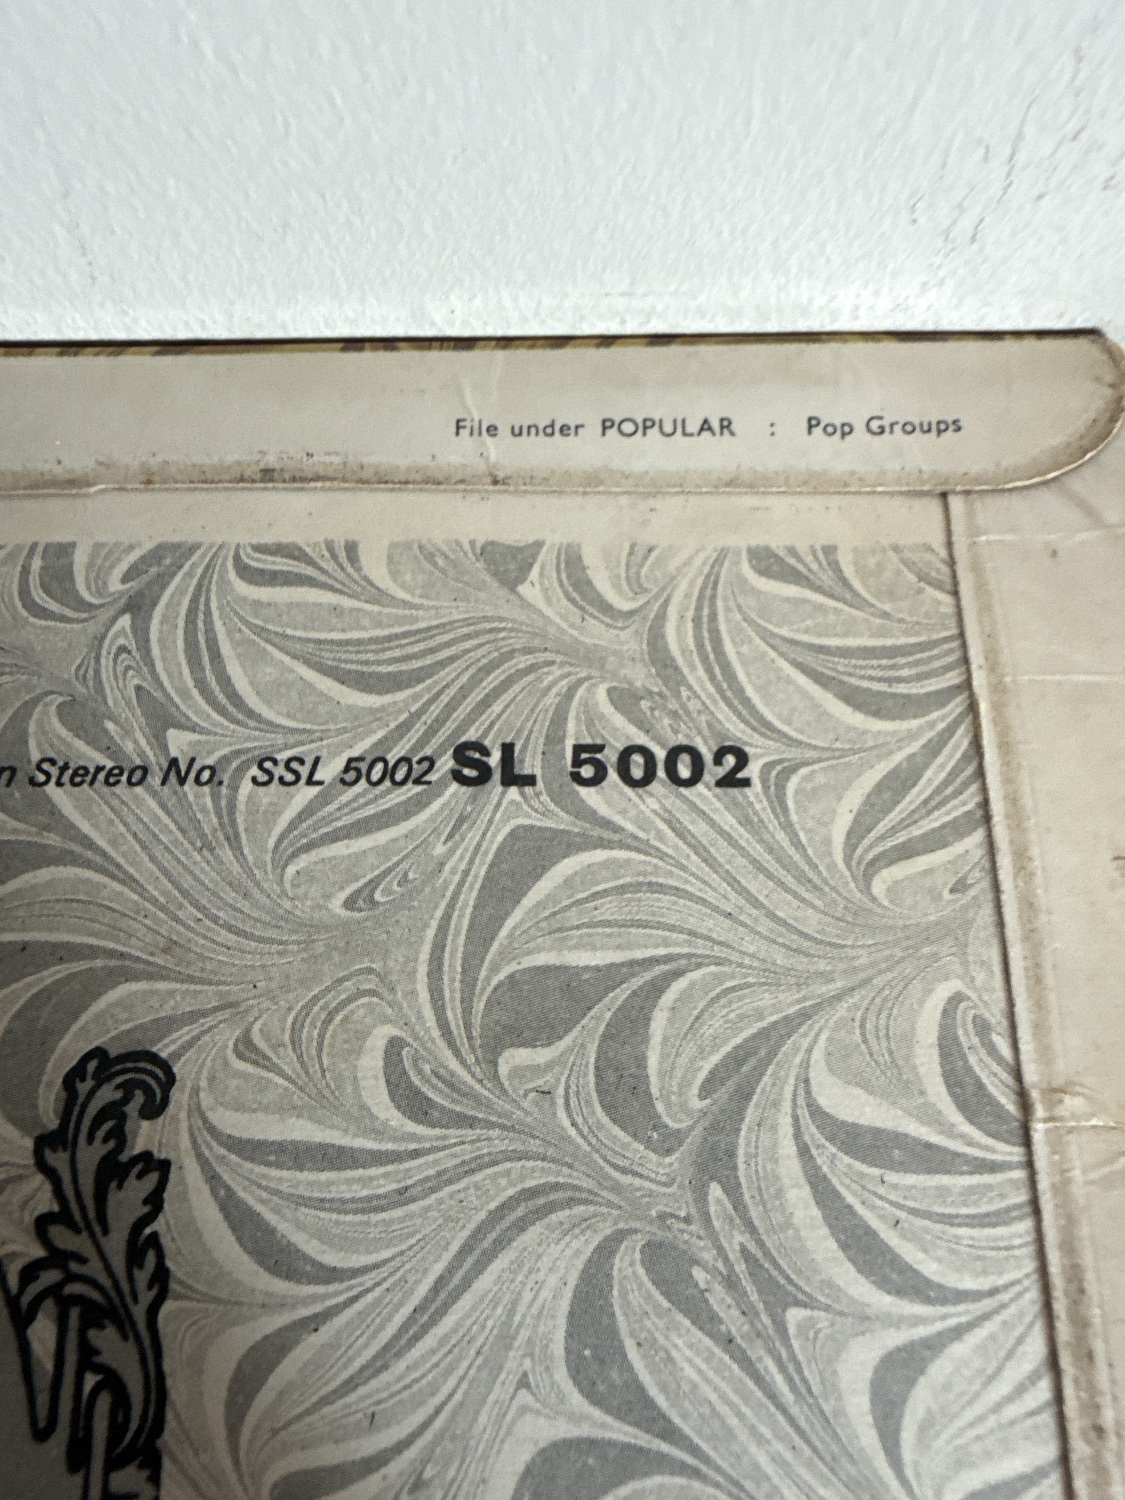 File under POPULAR : Pop Groups
n Stereo No. SSL 5002 SL 5002